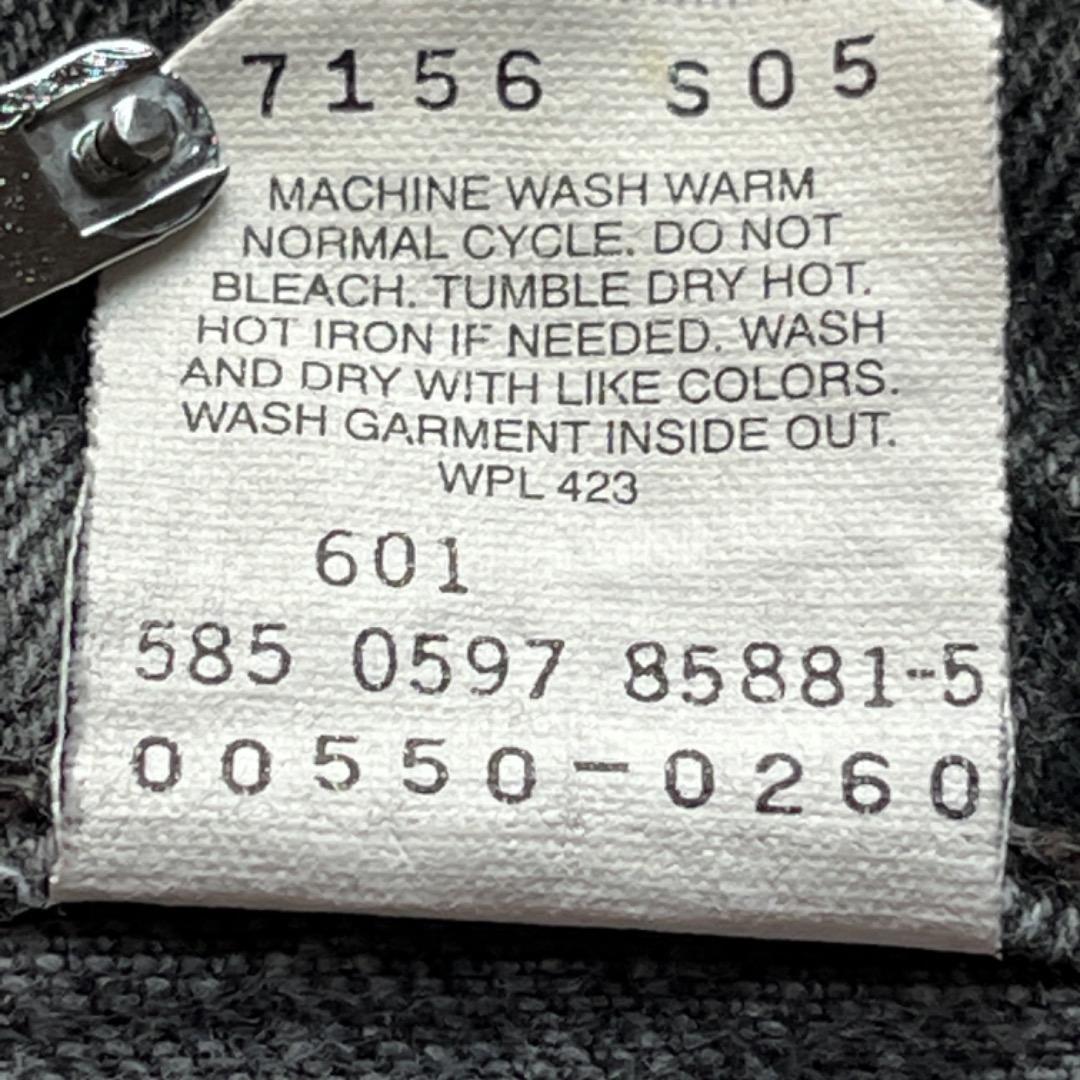 7156 S05
MACHINE WASH WARM
NORMAL CYCLE. DO NOT
BLEACH. TUMBLE DRY HOT.
HOT IRON IF NEEDED. WASH
AND DRY WITH LIKE COLORS.
WASH GARMENT INSIDE OUT.
WPL 423
601
585 0597 85881-5
00550-0260